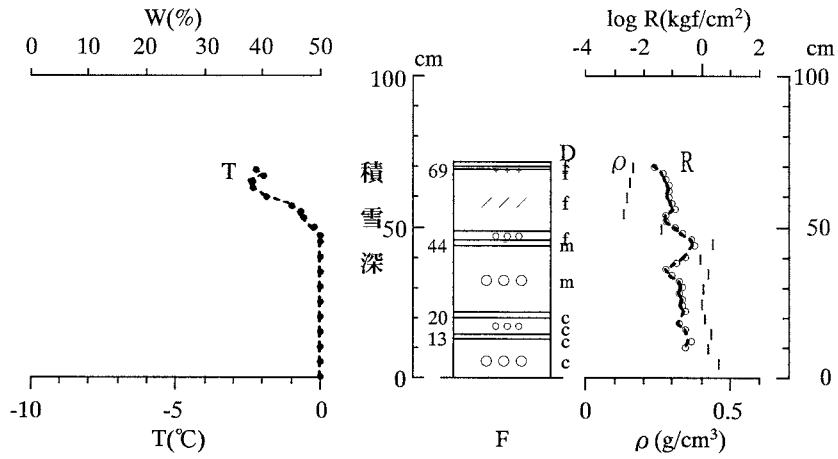 W(%)
0 10 20 30 40 50
cm
100
50
0
T
積
雪
深
-10 -5 0
T(℃)
D
69
f
f
44
f
m
m
20
c
c
13
c
c
F
log R(kgf/cm²)
-4 -2 0 2
cm
100
50
0
ρ R
0 0.5
ρ (g/cm³)